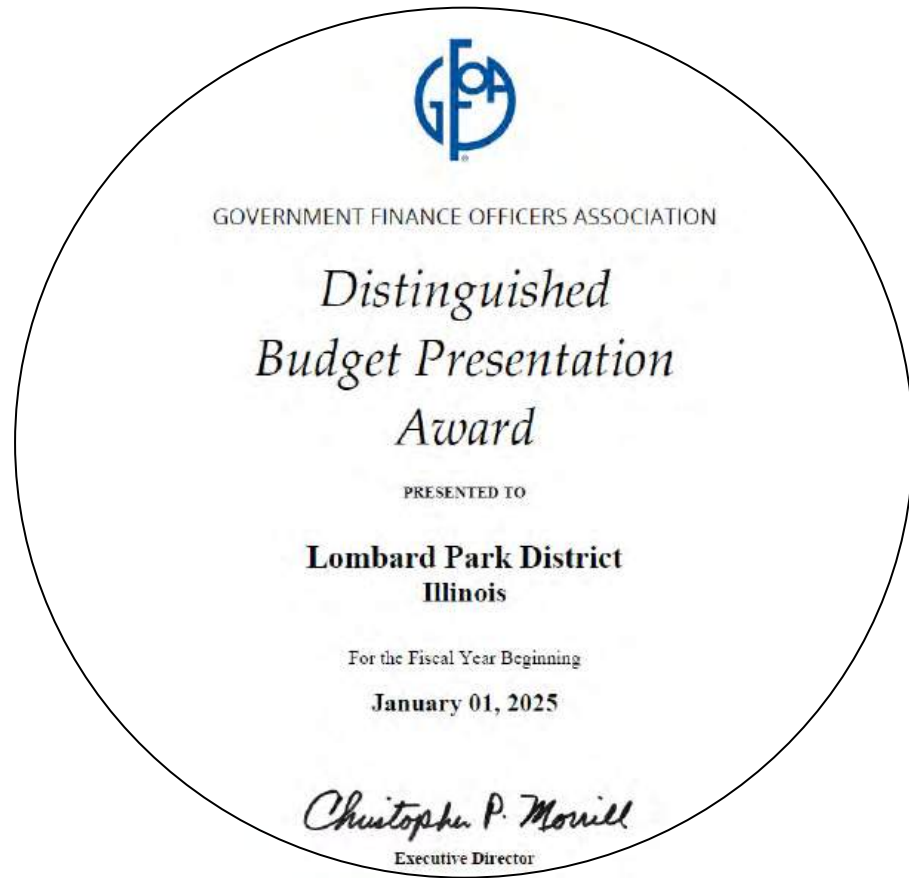 GFOA
GOVERNMENT FINANCE OFFICERS ASSOCIATION
Distinguished
Budget Presentation
Award
PRESENTED TO
Lombard Park District
Illinois
For the Fiscal Year Beginning
January 01, 2025
Christopher P. Morrill
Executive Director